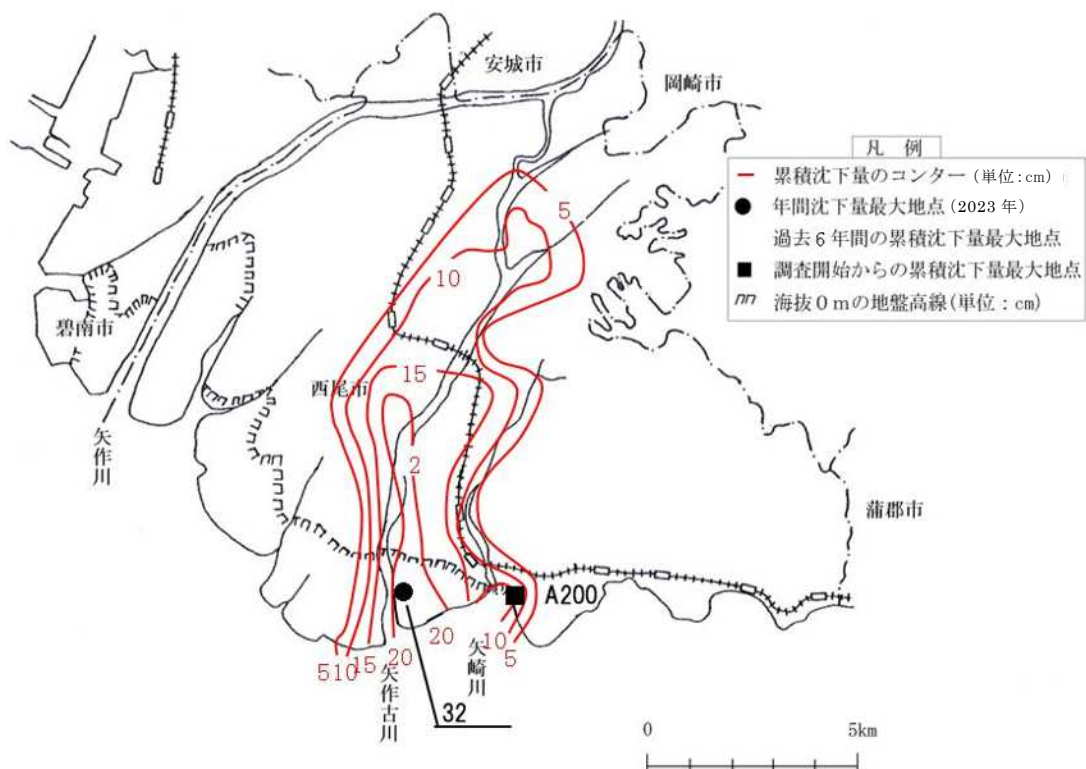 安城市
岡崎市
凡 例
累積沈下量のコンター (単位:cm)
年間沈下量最大地点 (2023 年)
過去6年間の累積沈下量最大地点
調査開始からの累積沈下量最大地点
海抜0mの地盤高線(単位：cm)
5
10
碧南市
15
西尾市
矢作川
2
蒲郡市
A200
10
5
20
20
矢崎川
5
10
15
矢作古川
32
0
5km